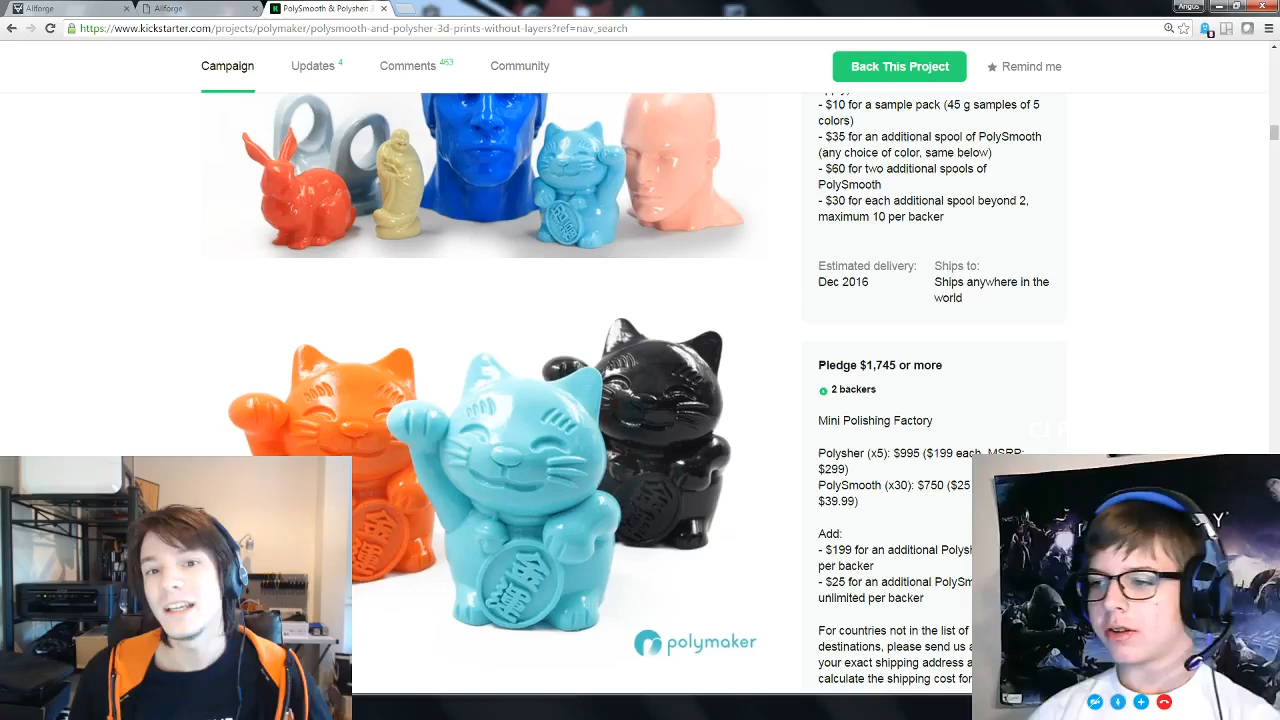 Allforge
Allforge
PolySmooth & Polysher: 3
Angus
https://www.kickstarter.com/projects/polymaker/polysmooth-and-polysher-3d-prints-without-layers?ref=nav_search
Campaign
Updates 4
Comments 463
Community
Back This Project
Remind me
- $10 for a sample pack (45 g samples of 5
colors)
- $35 for an additional spool of PolySmooth
(any choice of color, same below)
- $60 for two additional spools of
PolySmooth
- $30 for each additional spool beyond 2,
maximum 10 per backer
Estimated delivery:
Dec 2016
Ships to:
Ships anywhere in the
world
Pledge $1,745 or more
2 backers
Mini Polishing Factory
Polysher (x5): $995 ($199 each, MSRP:
$299)
PolySmooth (x30): $750 ($25
$39.99)
Add:
- $199 for an additional Polysh
per backer
- $25 for an additional PolySm
unlimited per backer
For countries not in the list of
destinations, please send us a
your exact shipping address a
calculate the shipping cost for
polymaker